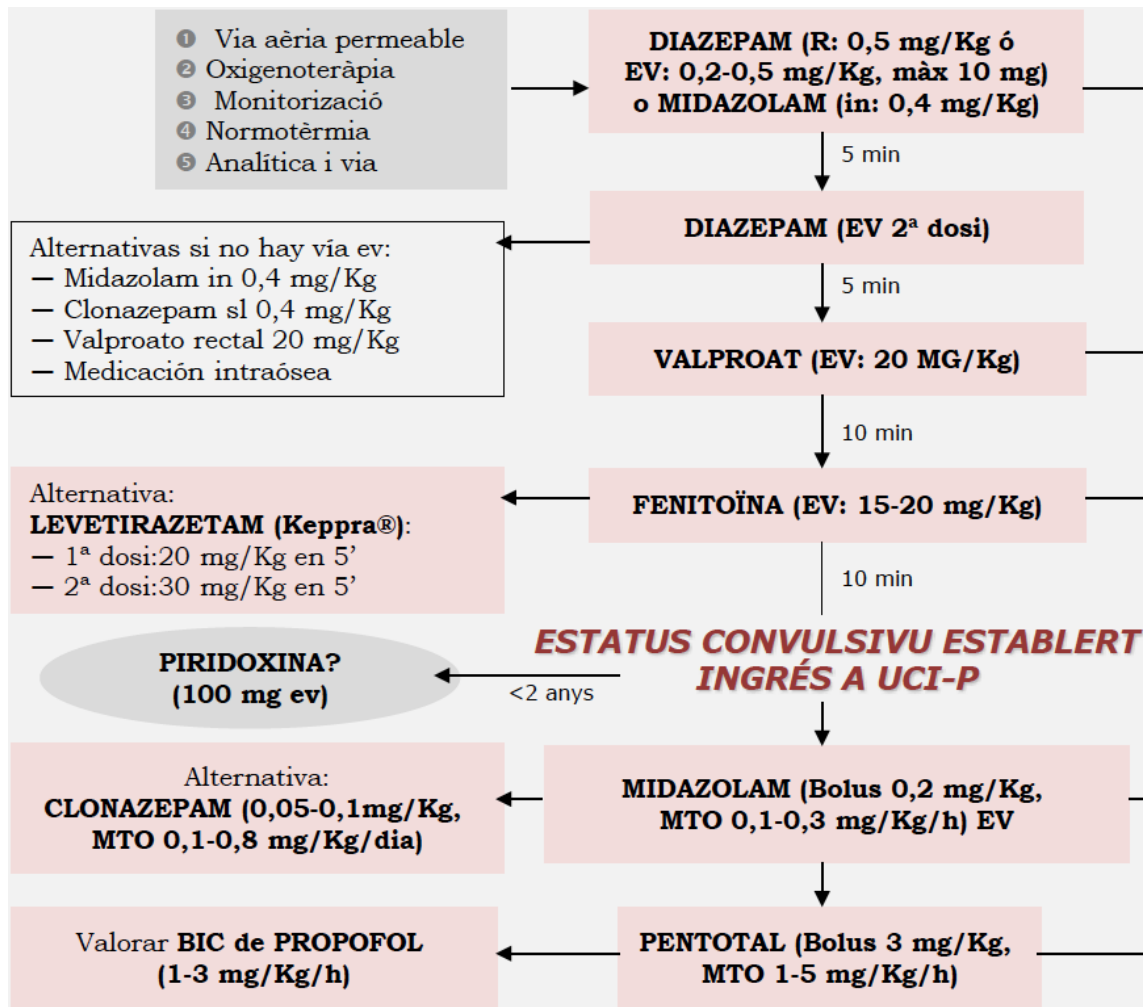 ❶ Via aèria permeable
❷ Oxigenoteràpia
❸ Monitorizació
❹ Normotèrmia
❺ Analítica i via
DIAZEPAM (R: 0,5 mg/Kg ó
EV: 0,2-0,5 mg/Kg, màx 10 mg)
o MIDAZOLAM (in: 0,4 mg/Kg)
5 min
DIAZEPAM (EV 2ª dosi)
Alternativas si no hay vía ev:
— Midazolam in 0,4 mg/Kg
— Clonazepam sl 0,4 mg/Kg
— Valproato rectal 20 mg/Kg
— Medicación intraósea
5 min
VALPROAT (EV: 20 MG/Kg)
10 min
FENITOÏNA (EV: 15-20 mg/Kg)
Alternativa:
LEVETIRAZETAM (Keppra®):
— 1ª dosi:20 mg/Kg en 5’
— 2ª dosi:30 mg/Kg en 5’
10 min
ESTATUS CONVULSIVU ESTABLERT
INGRÉS A UCI-P
<2 anys
PIRIDOXINA?
(100 mg ev)
MIDAZOLAM (Bolus 0,2 mg/Kg,
MTO 0,1-0,3 mg/Kg/h) EV
Alternativa:
CLONAZEPAM (0,05-0,1mg/Kg,
MTO 0,1-0,8 mg/Kg/dia)
PENTOTAL (Bolus 3 mg/Kg,
MTO 1-5 mg/Kg/h)
Valorar BIC de PROPOFOL
(1-3 mg/Kg/h)